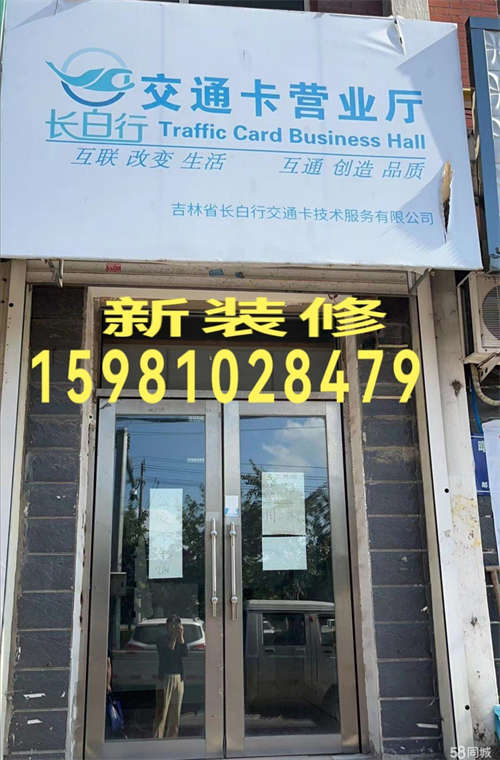 交通卡营业厅
长白行 Traffic Card Business Hall
互联 改变 生活 互通 创造 品质
吉林省长白行交通卡技术服务有限公司
新装修
15981028479
58同城